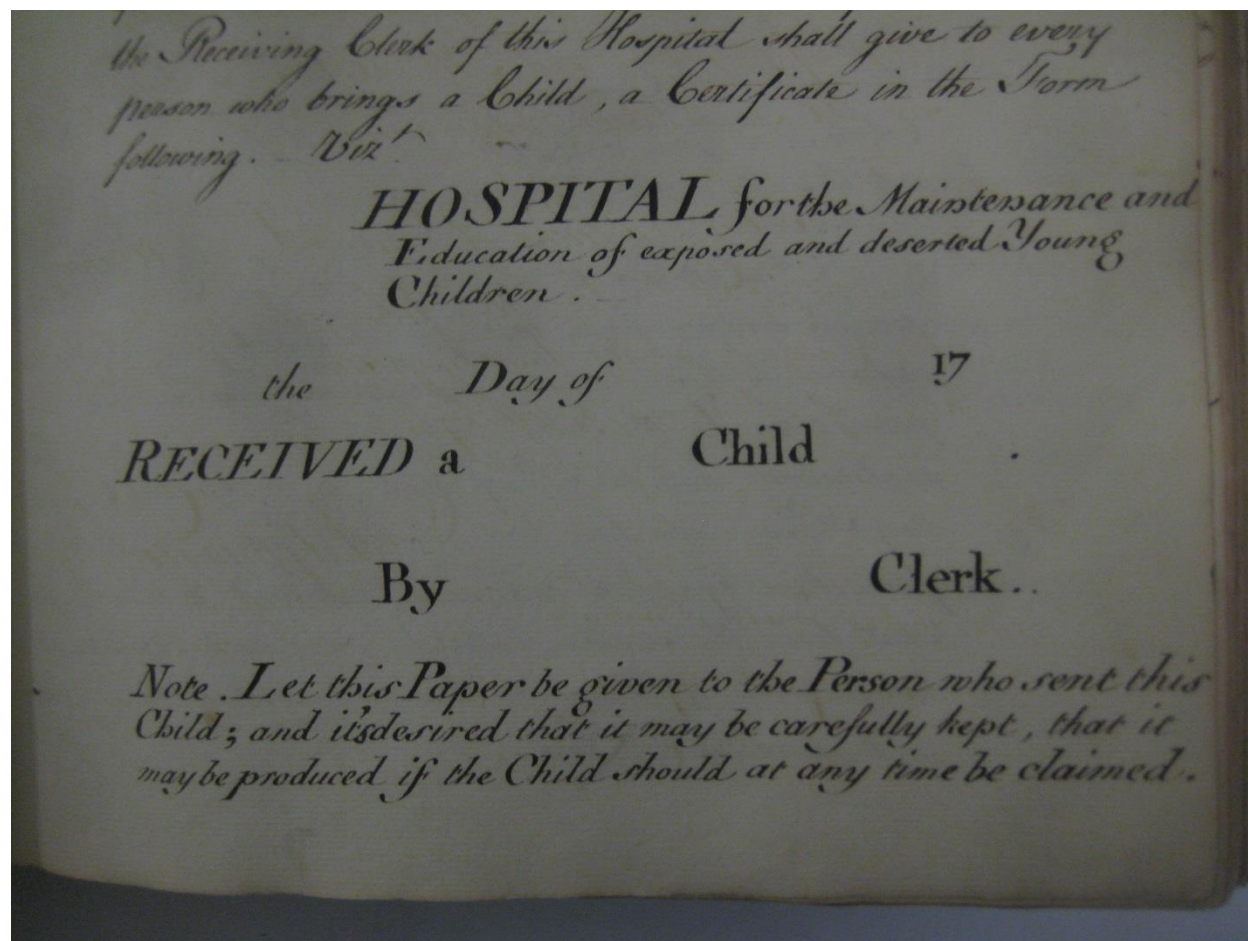 the Receiving Clerk of this Hospital shall give to every
person who brings a Child, a Certificate in the Form
following. Vizt.
HOSPITAL for the Maintenance and
Education of exposed and deserted Young
Children.
the Day of 17
RECEIVED a Child .
By Clerk..
Note. Let this Paper be given to the Person who sent this
Child; and it's desired that it may be carefully kept, that it
may be produced if the Child should at any time be claimed.